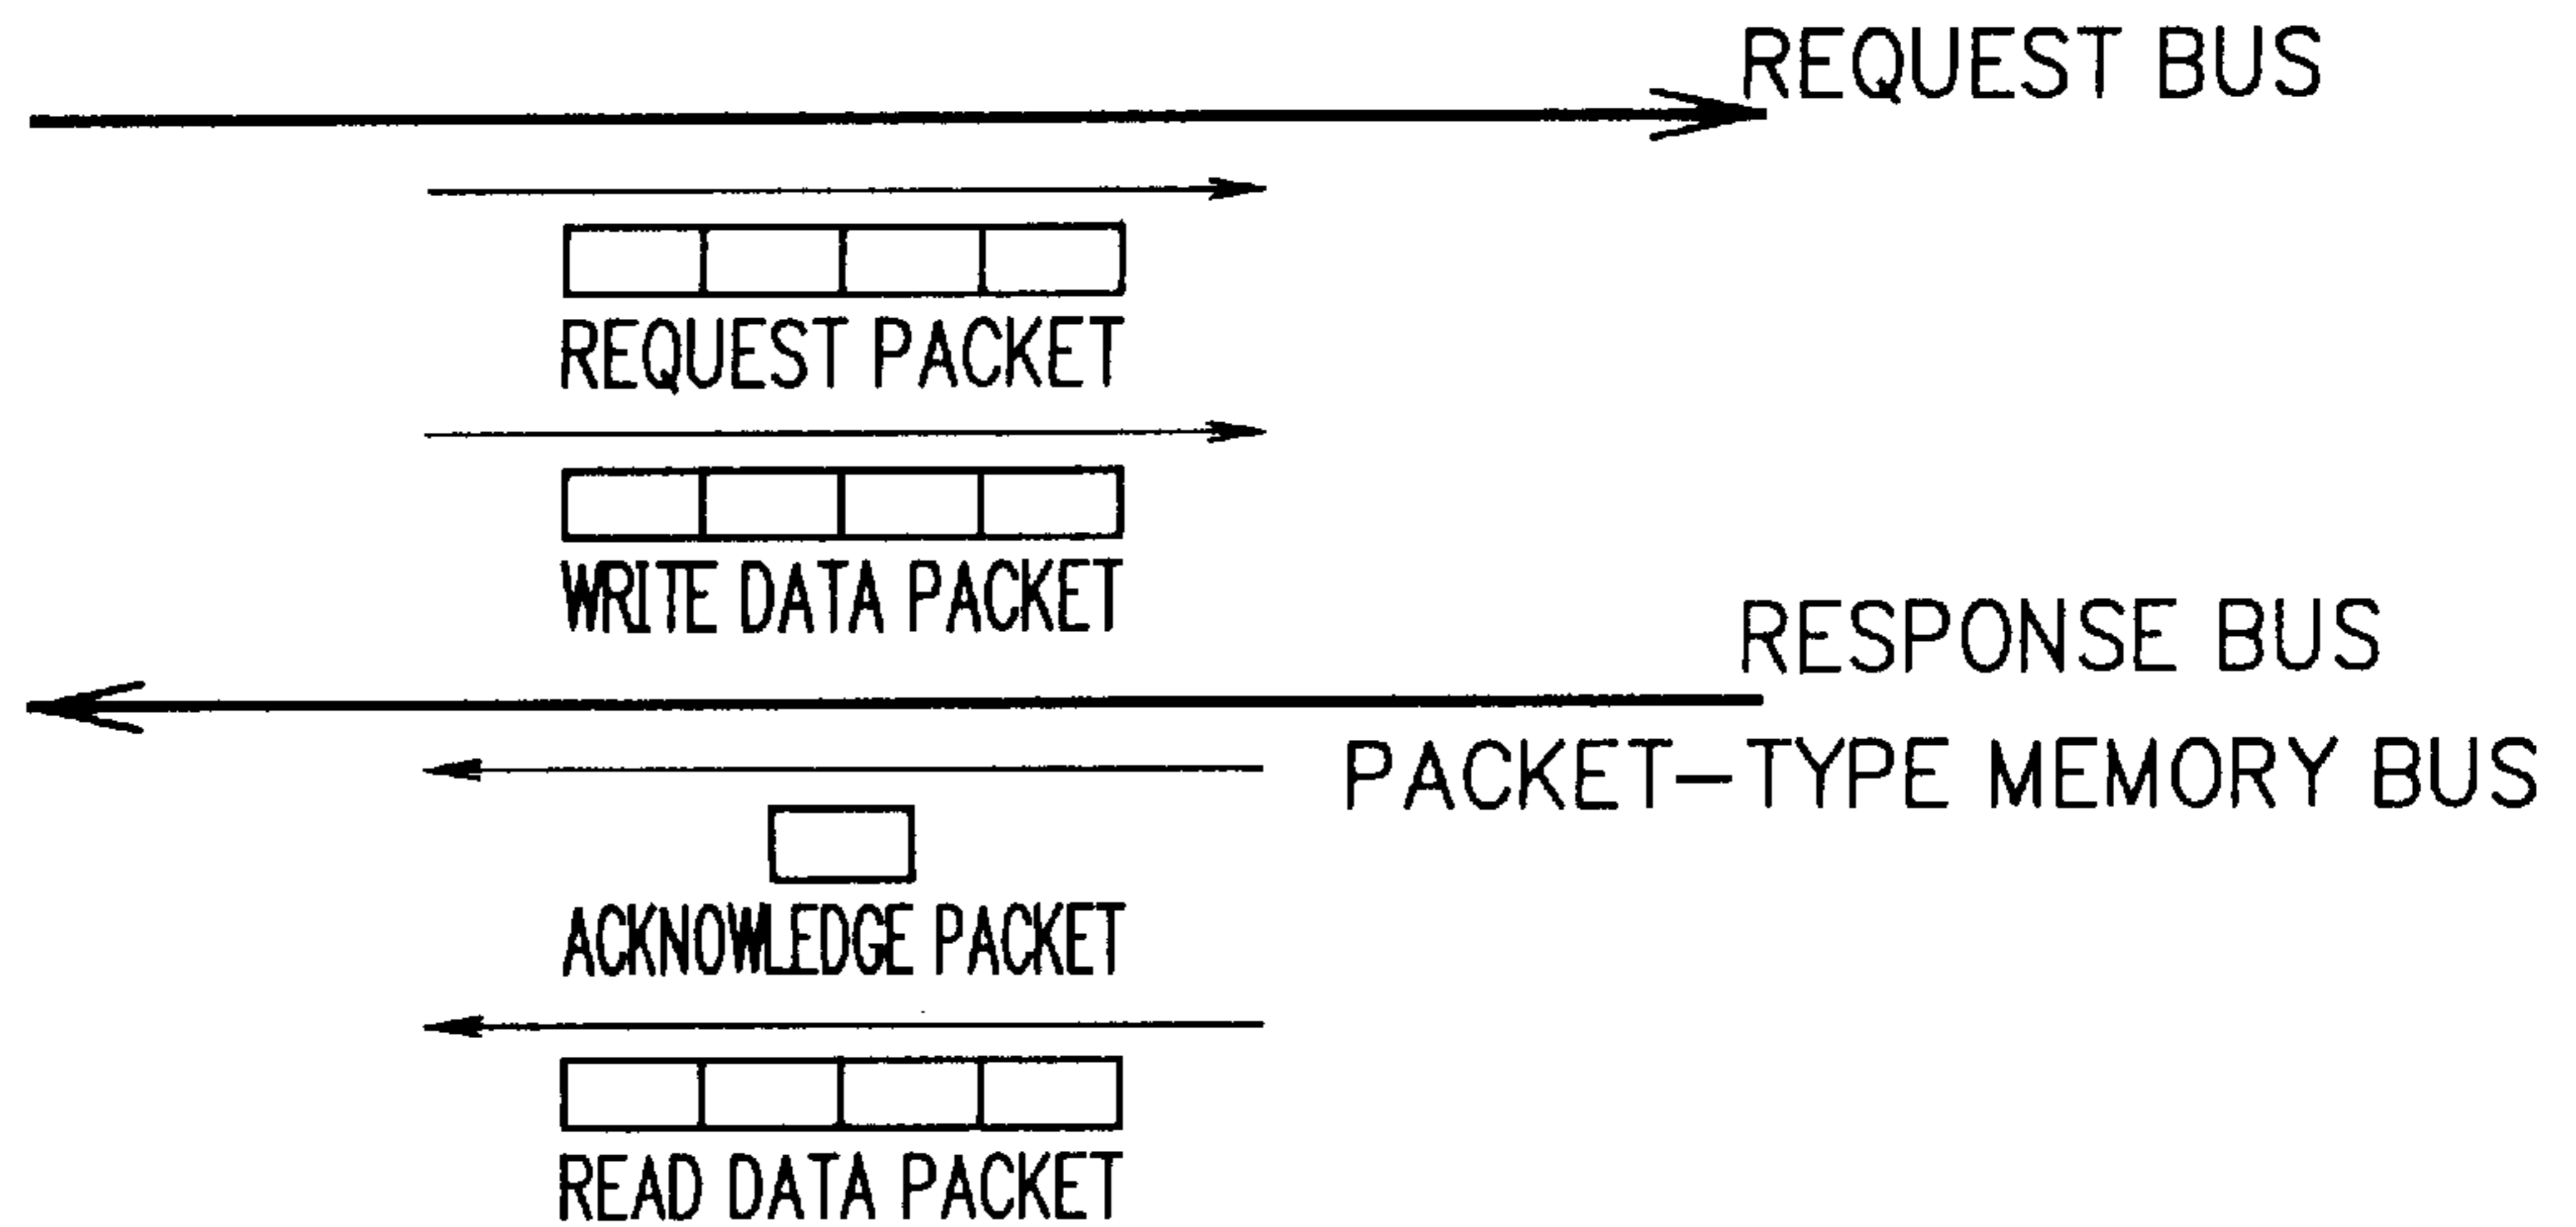 REQUEST BUS
REQUEST PACKET
WRITE DATA PACKET
RESPONSE BUS
PACKET-TYPE MEMORY BUS
ACKNOWLEDGE PACKET
READ DATA PACKET